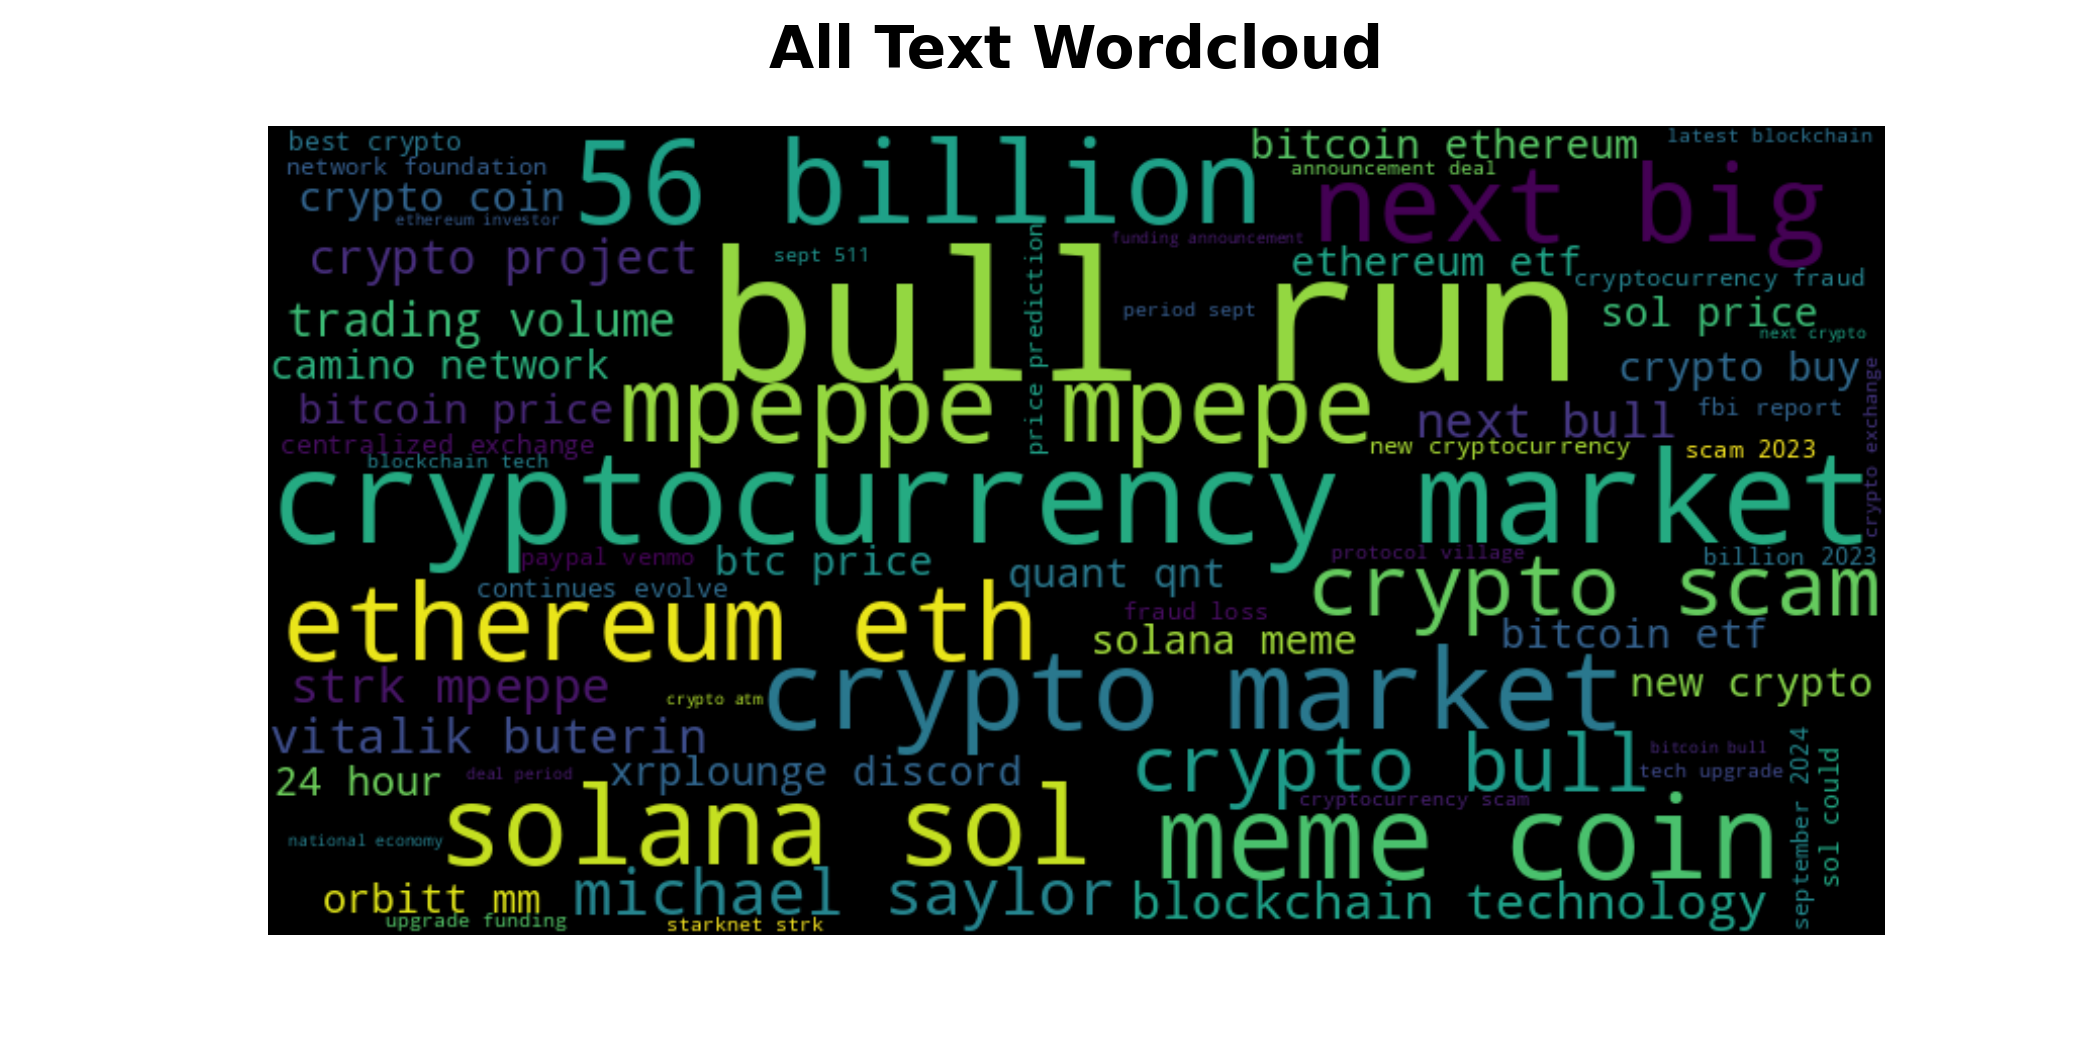 All Text Wordcloud
best crypto
network foundation
crypto coin
ethereum investor
56 billion
bitcoin ethereum
announcement deal
latest blockchain
next big
crypto project
sept 511
price prediction
funding announcement
ethereum etf
cryptocurrency fraud
bull run
period sept
sol price
next crypto
trading volume
camino network
crypto buy
bitcoin price
mpeppe mpepe
next bull
fbi report
crypto exchange
centralized exchange
new cryptocurrency
scam 2023
blockchain tech
cryptocurrency market
paypal venmo
btc price
quant qnt
protocol village
billion 2023
continues evolve
crypto scam
ethereum eth
fraud loss
solana meme
bitcoin etf
strk mpeppe
crypto atm
crypto market
new crypto
vitalik buterin
xrplounge discord
crypto bull
bitcoin bull
tech upgrade
september 2024
sol could
24 hour
deal period
cryptocurrency scam
solana sol
meme coin
national economy
orbitt mm
michael saylor
blockchain technology
upgrade funding
starknet strk